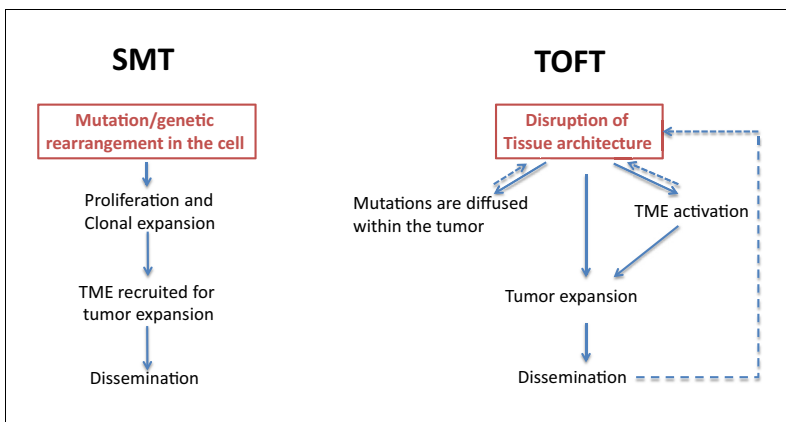 SMT
Mutation/genetic
rearrangement in the cell
Proliferation and
Clonal expansion
TME recruited for
tumor expansion
Dissemination
TOFT
Disruption of
Tissue architecture
Mutations are diffused
within the tumor
TME activation
Tumor expansion
Dissemination